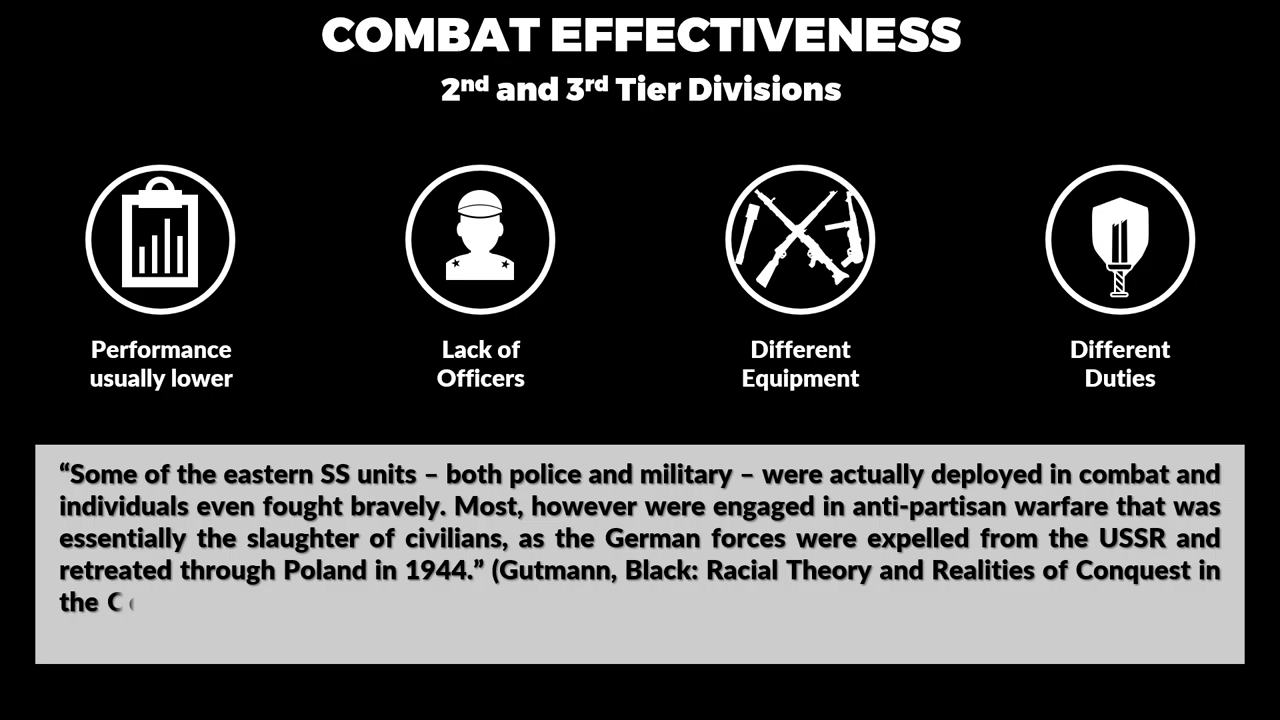 COMBAT EFFECTIVENESS
2nd and 3rd Tier Divisions
Performance
usually lower
Lack of
Officers
Different
Equipment
Different
Duties
“Some of the eastern SS units – both police and military – were actually deployed in combat and
individuals even fought bravely. Most, however were engaged in anti-partisan warfare that was
essentially the slaughter of civilians, as the German forces were expelled from the USSR and
retreated through Poland in 1944.” (Gutmann, Black: Racial Theory and Realities of Conquest in
the